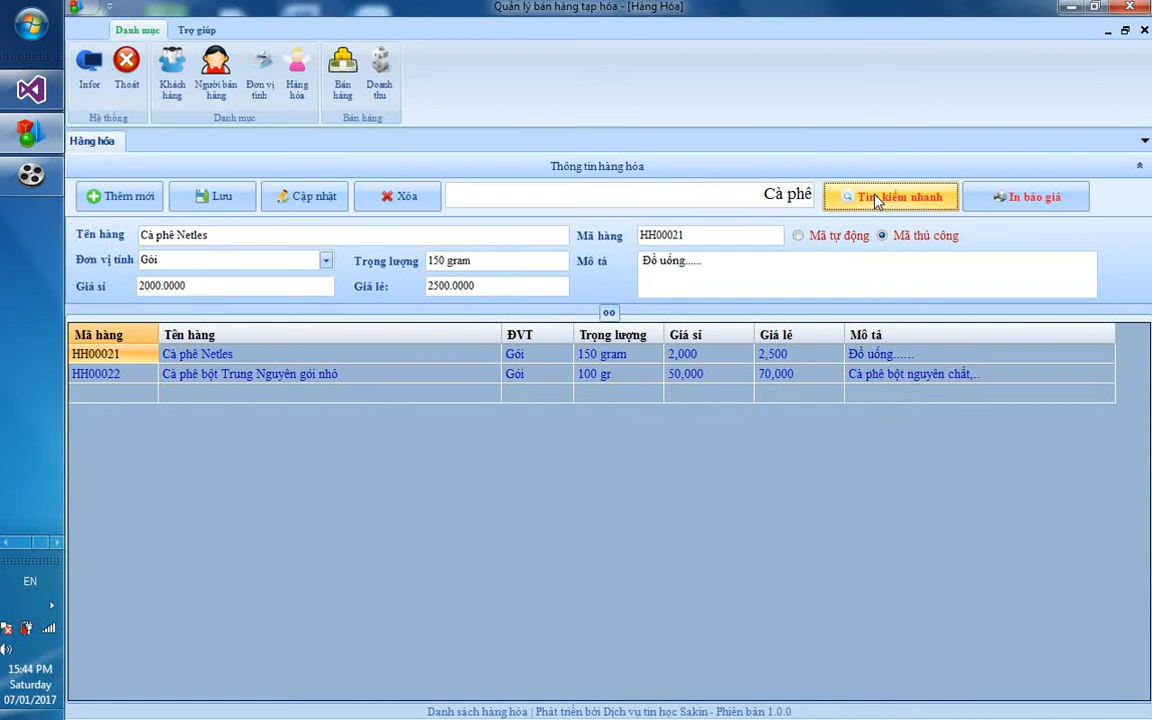 Quản lý bán hàng tạp hóa - [Hàng Hóa]
Danh mục Trợ giúp
Infor Thoát Khách hàng Người bán hàng Đơn vị tính Hàng hóa Bán hàng Doanh thu
Hệ thống Danh mục Bán hàng
Hàng hóa
Thông tin hàng hóa
Thêm mới Lưu Cập nhật Xóa Cà phê Tìm kiếm nhanh In báo giá
Tên hàng Cà phê Netles Mã hàng HH00021 Mã tự động Mã thủ công
Đơn vị tính Gói Trọng lượng 150 gram Mô tả Đồ uống......
Giá sỉ 2000.0000 Giá lẻ: 2500.0000
oo
Mã hàng Tên hàng ĐVT Trọng lượng Giá sỉ Giá lẻ Mô tả
HH00021 Cà phê Netles Gói 150 gram 2,000 2,500 Đồ uống......
HH00022 Cà phê bột Trung Nguyên gói nhỏ Gói 100 gr 50,000 70,000 Cà phê bột nguyên chất,..
EN
15:44 PM
Saturday
07/01/2017
Danh sách hàng hóa | Phát triển bởi Dịch vụ tin học Sakin - Phiên bản 1.0.0